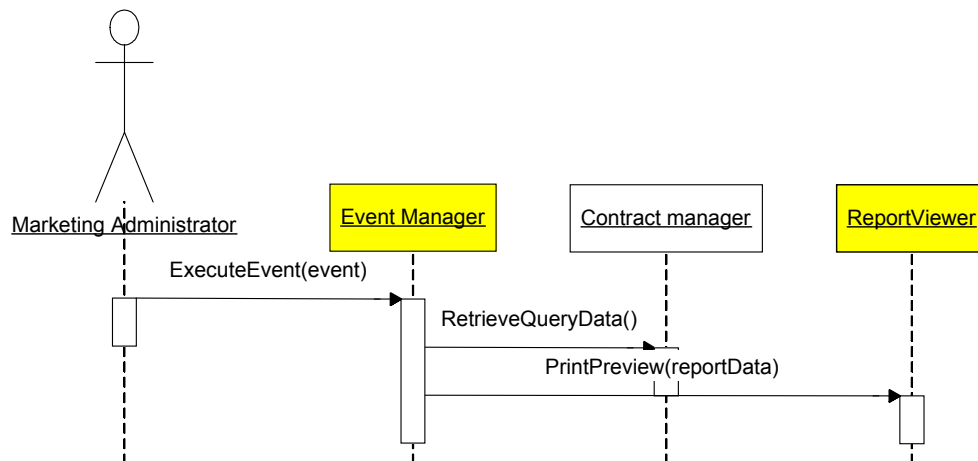 Marketing Administrator
Event Manager
Contract manager
ReportViewer
ExecuteEvent(event)
RetrieveQueryData()
PrintPreview(reportData)